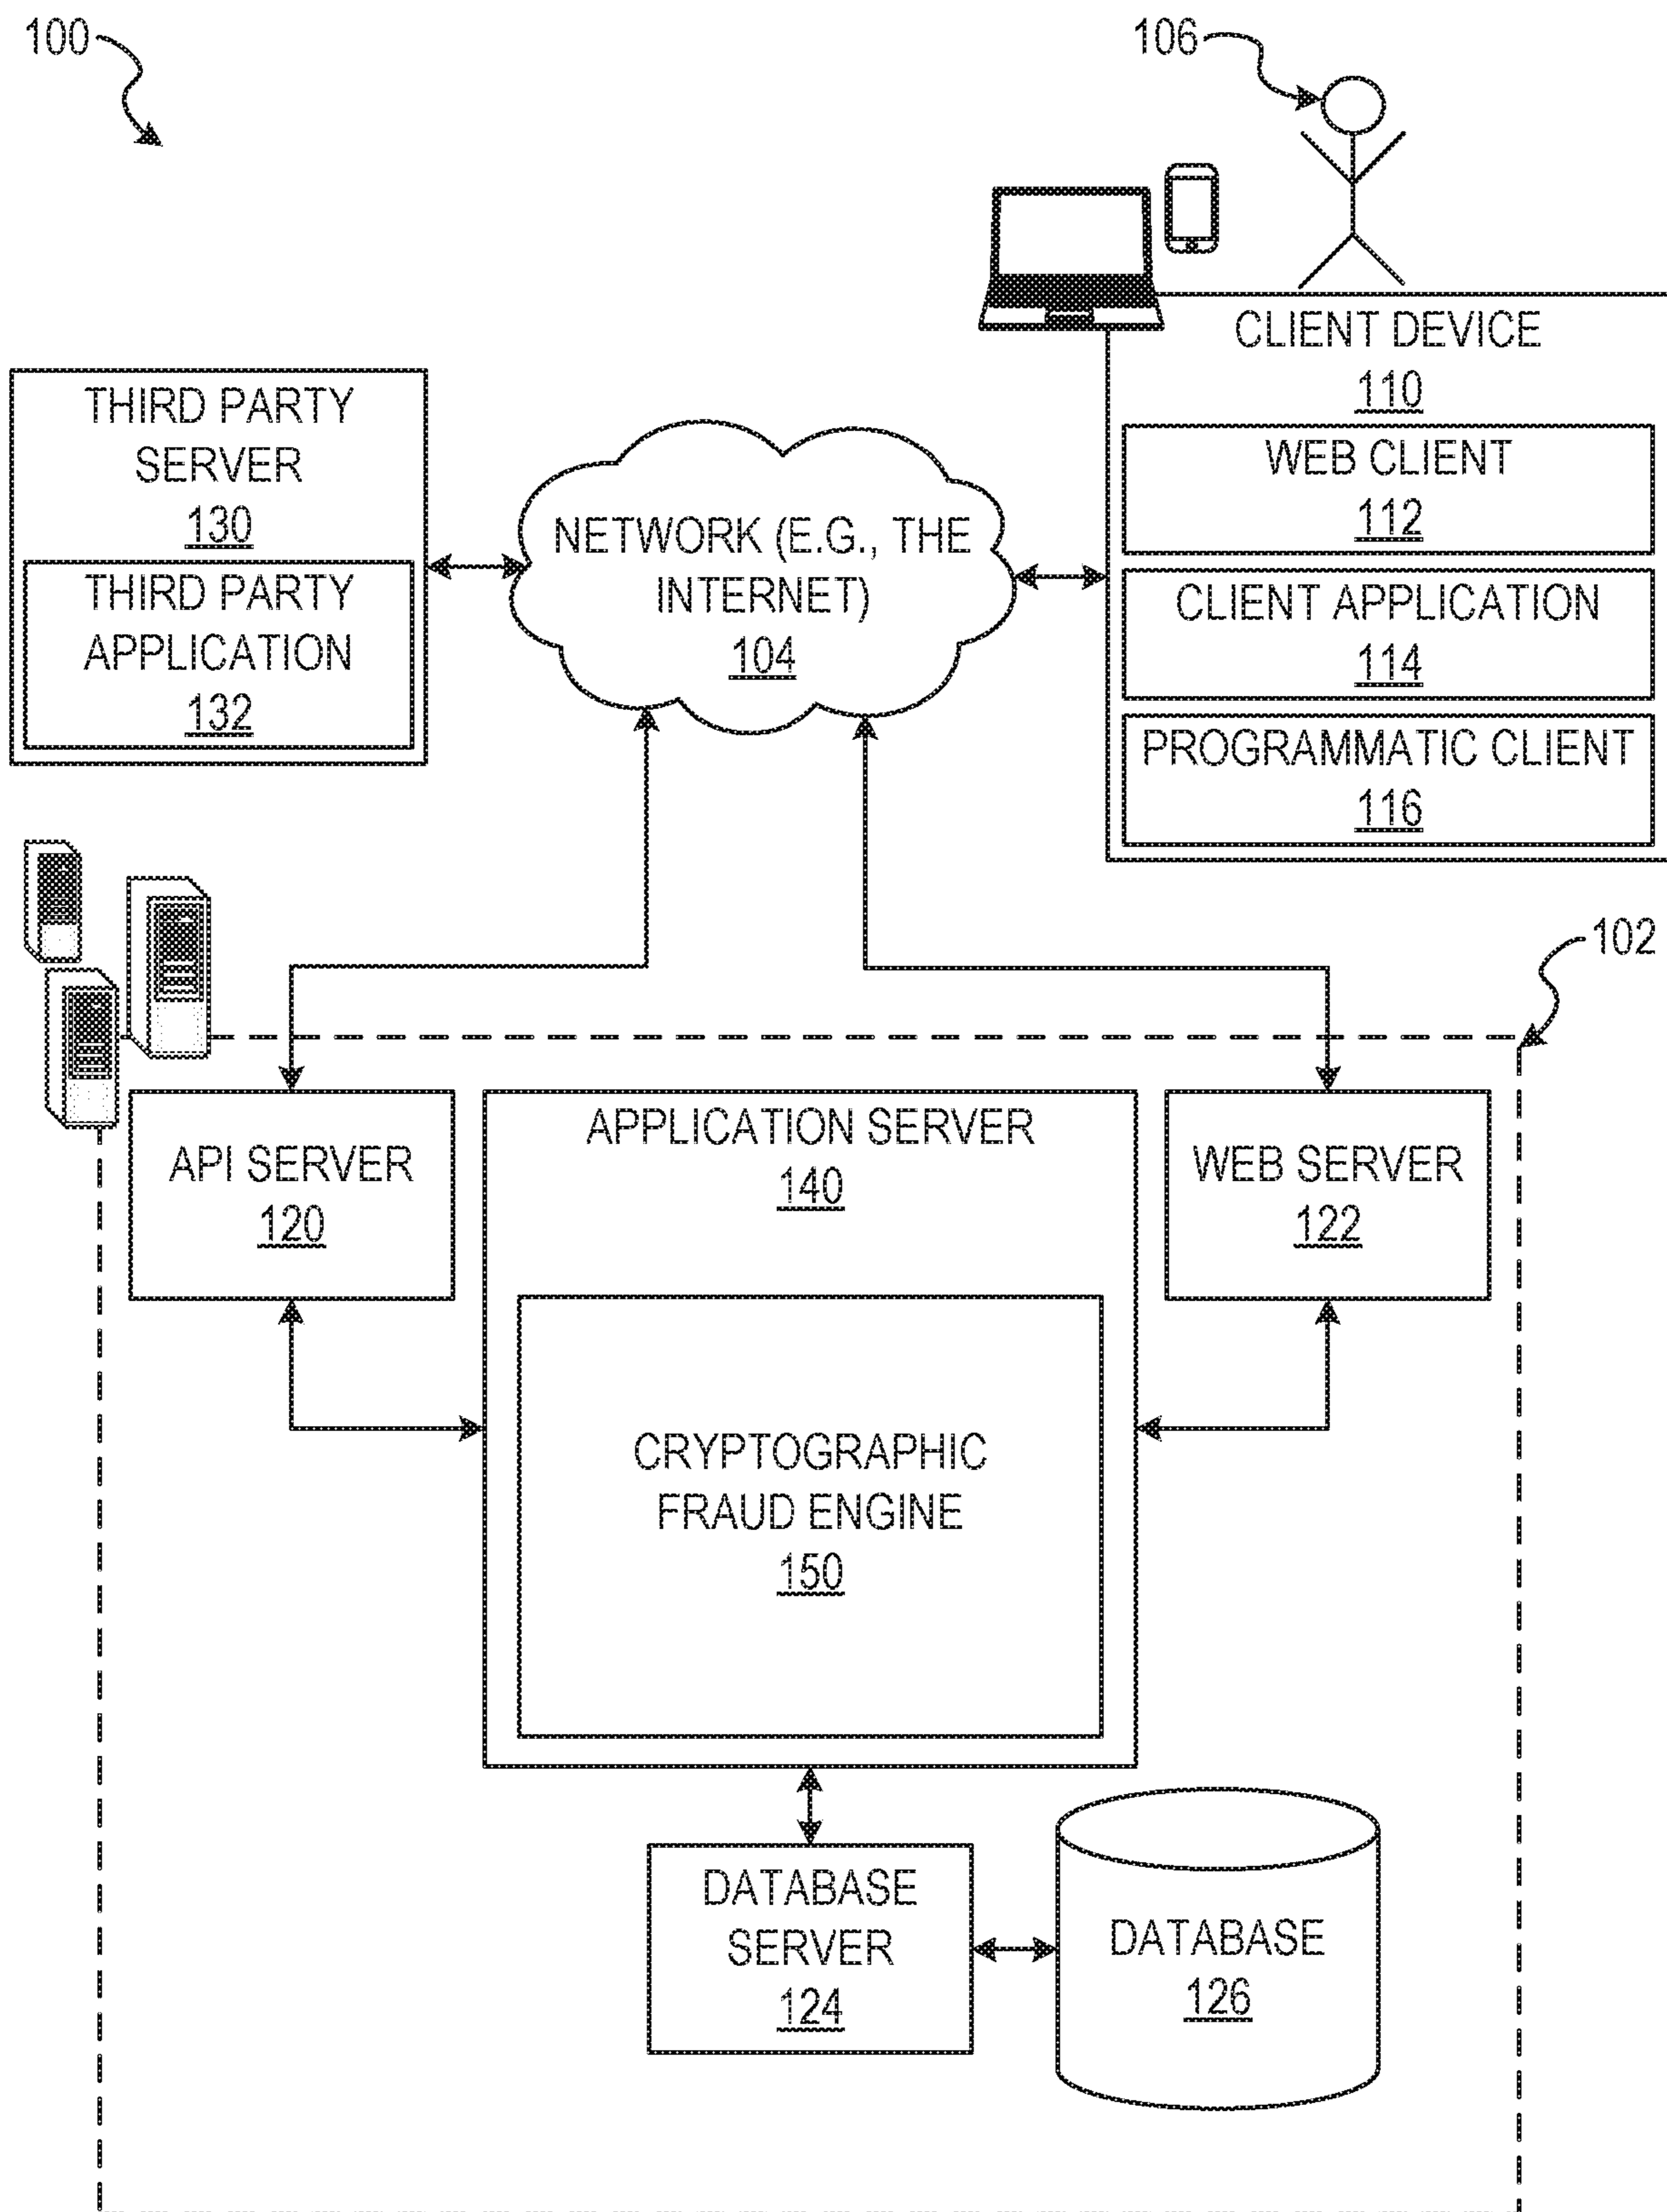 100
106
CLIENT DEVICE
110
WEB CLIENT
112
CLIENT APPLICATION
114
PROGRAMMATIC CLIENT
116
THIRD PARTY
SERVER
130
THIRD PARTY
APPLICATION
132
NETWORK (E.G., THE
INTERNET)
104
102
API SERVER
120
APPLICATION SERVER
140
CRYPTOGRAPHIC
FRAUD ENGINE
150
WEB SERVER
122
DATABASE
SERVER
124
DATABASE
126